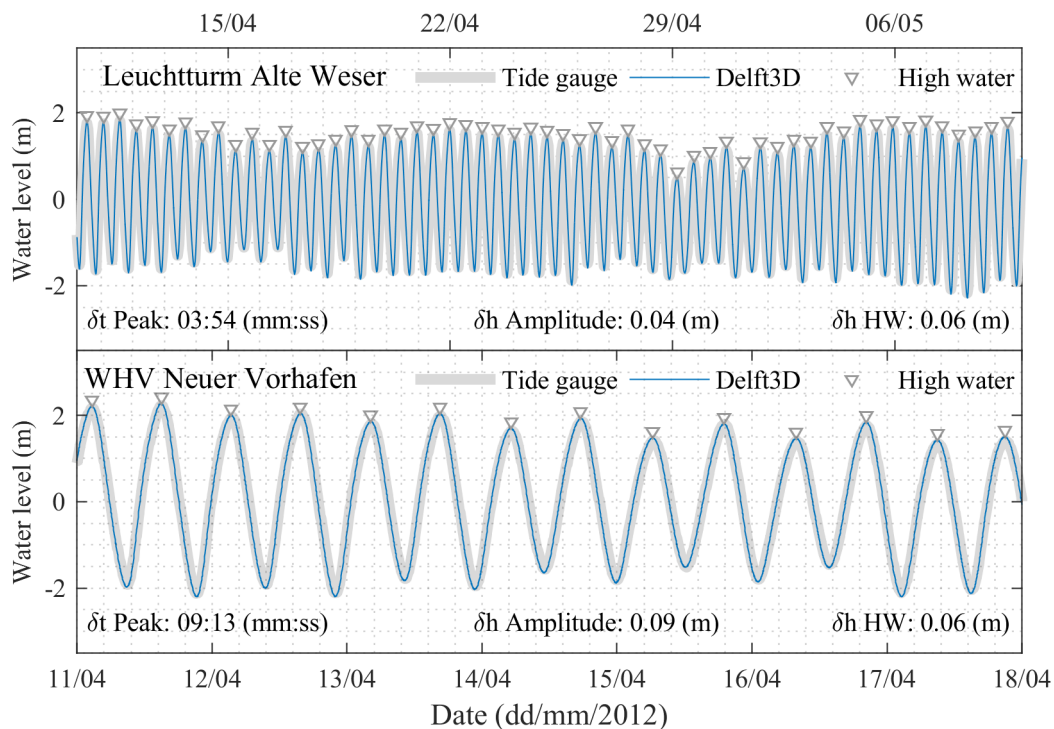 15/04 22/04 29/04 06/05
Leuchtturm Alte Weser Tide gauge Delft3D High water
2
0
-2
Water level (m)
δt Peak: 03:54 (mm:ss) δh Amplitude: 0.04 (m) δh HW: 0.06 (m)
WHV Neuer Vorhafen Tide gauge Delft3D High water
2
0
-2
Water level (m)
δt Peak: 09:13 (mm:ss) δh Amplitude: 0.09 (m) δh HW: 0.06 (m)
11/04 12/04 13/04 14/04 15/04 16/04 17/04 18/04
Date (dd/mm/2012)